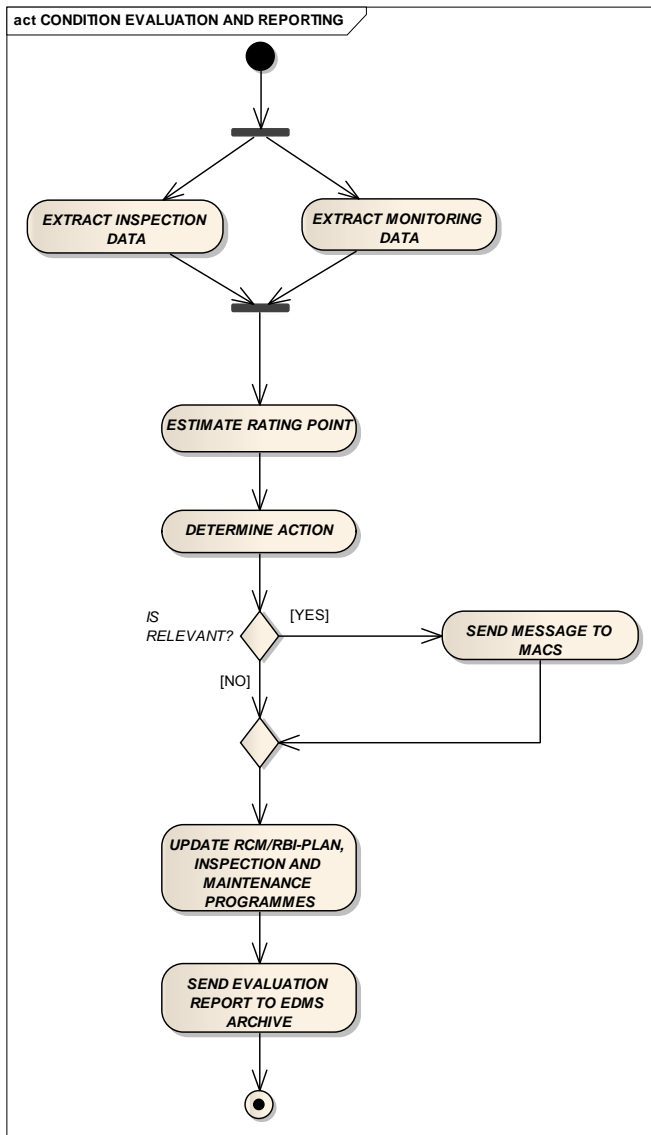 act CONDITION EVALUATION AND REPORTING
EXTRACT INSPECTION
DATA
EXTRACT MONITORING
DATA
ESTIMATE RATING POINT
DETERMINE ACTION
IS
RELEVANT?
[YES]
SEND MESSAGE TO
MACS
[NO]
UPDATE RCM/RBI-PLAN,
INSPECTION AND
MAINTENANCE
PROGRAMMES
SEND EVALUATION
REPORT TO EDMS
ARCHIVE